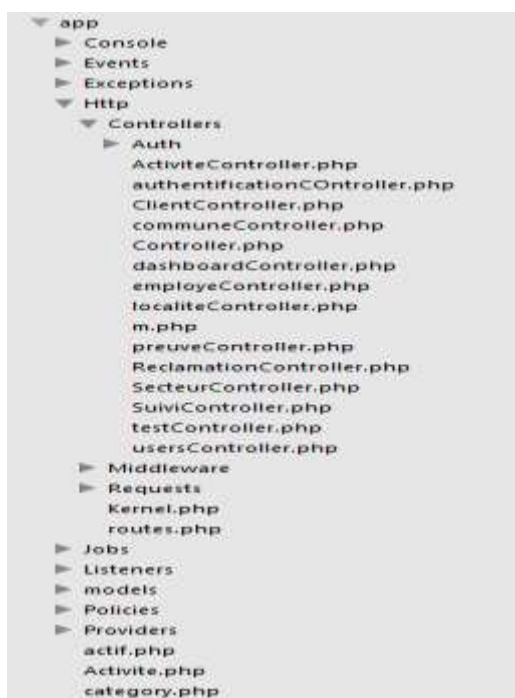 app
Console
Events
Exceptions
Http
Controllers
Auth
ActiviteController.php
authentificationCOntroller.php
ClientController.php
communeController.php
Controller.php
dashboardController.php
employeController.php
localiteController.php
m.php
preuveController.php
ReclamationController.php
SecteurController.php
SuiviController.php
testController.php
usersController.php
Middleware
Requests
Kernel.php
routes.php
Jobs
Listeners
models
Policies
Providers
actif.php
Activite.php
category.php